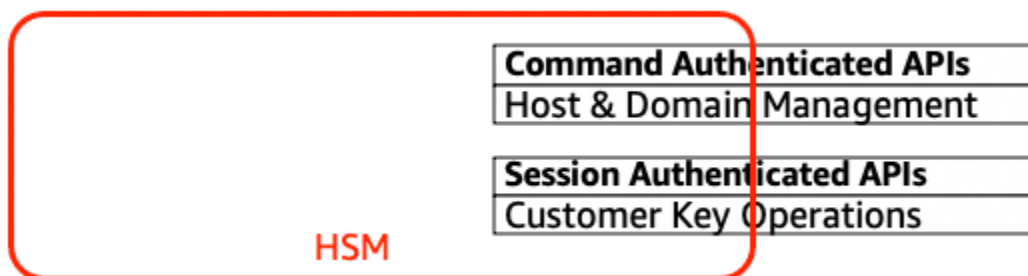 Command Authenticated APIs
Host & Domain Management
Session Authenticated APIs
Customer Key Operations
HSM